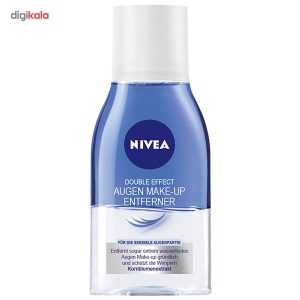 digikala
NIVEA
DOUBLE EFFECT
AUGEN MAKE-UP
ENTFERNER
FÜR DIE SENSIBLE AUGENPARTIE
Entfernt sogar extrem wasserfestes
Augen Make-up gründlich
und schützt die Wimpern
Kornblumenextrakt